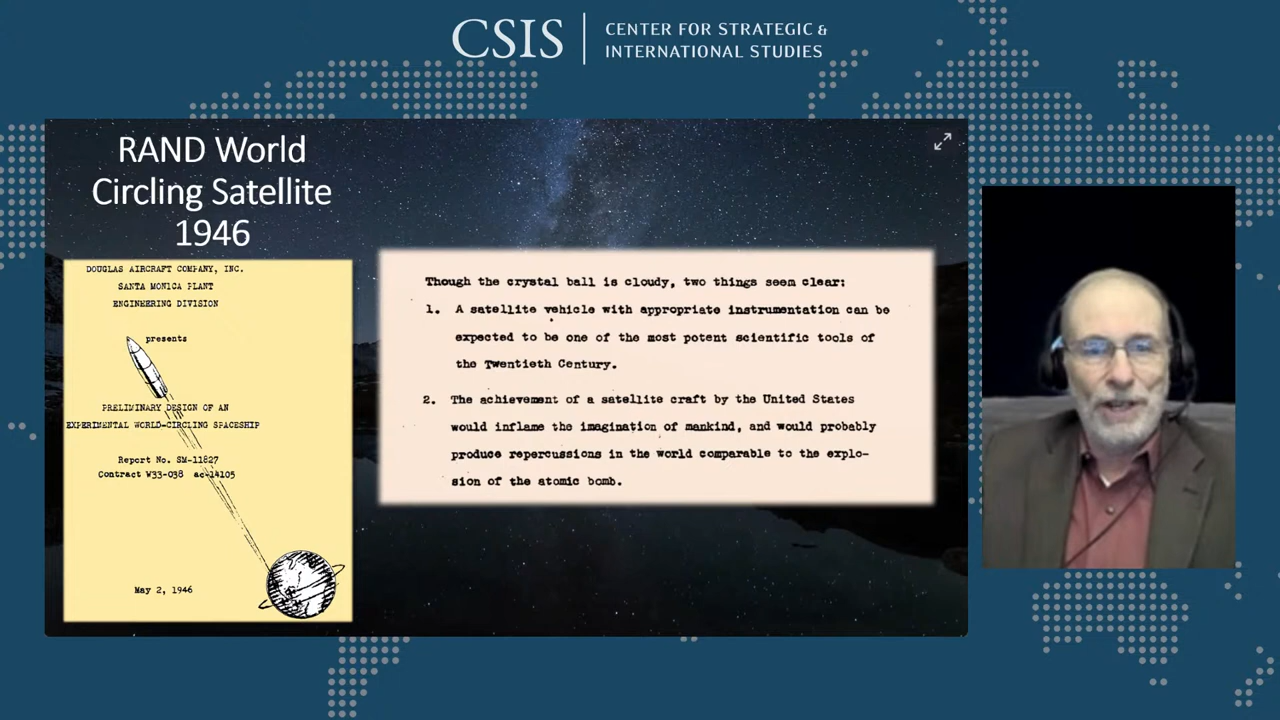 CSIS
CENTER FOR STRATEGIC &
INTERNATIONAL STUDIES
RAND World
Circling Satellite
1946
DOUGLAS AIRCRAFT COMPANY, INC.
SANTA MONICA PLANT
ENGINEERING DIVISION
presents
PRELIMINARY DESIGN OF AN
EXPERIMENTAL WORLD-CIRCLING SPACESHIP
Report No. SM-11827
Contract W33-038 ac-14105
May 2, 1946
Though the crystal ball is cloudy, two things seem clear:
1. A satellite vehicle with appropriate instrumentation can be
expected to be one of the most potent scientific tools of
the Twentieth Century.
2. The achievement of a satellite craft by the United States
would inflame the imagination of mankind, and would probably
produce repercussions in the world comparable to the explo-
sion of the atomic bomb.